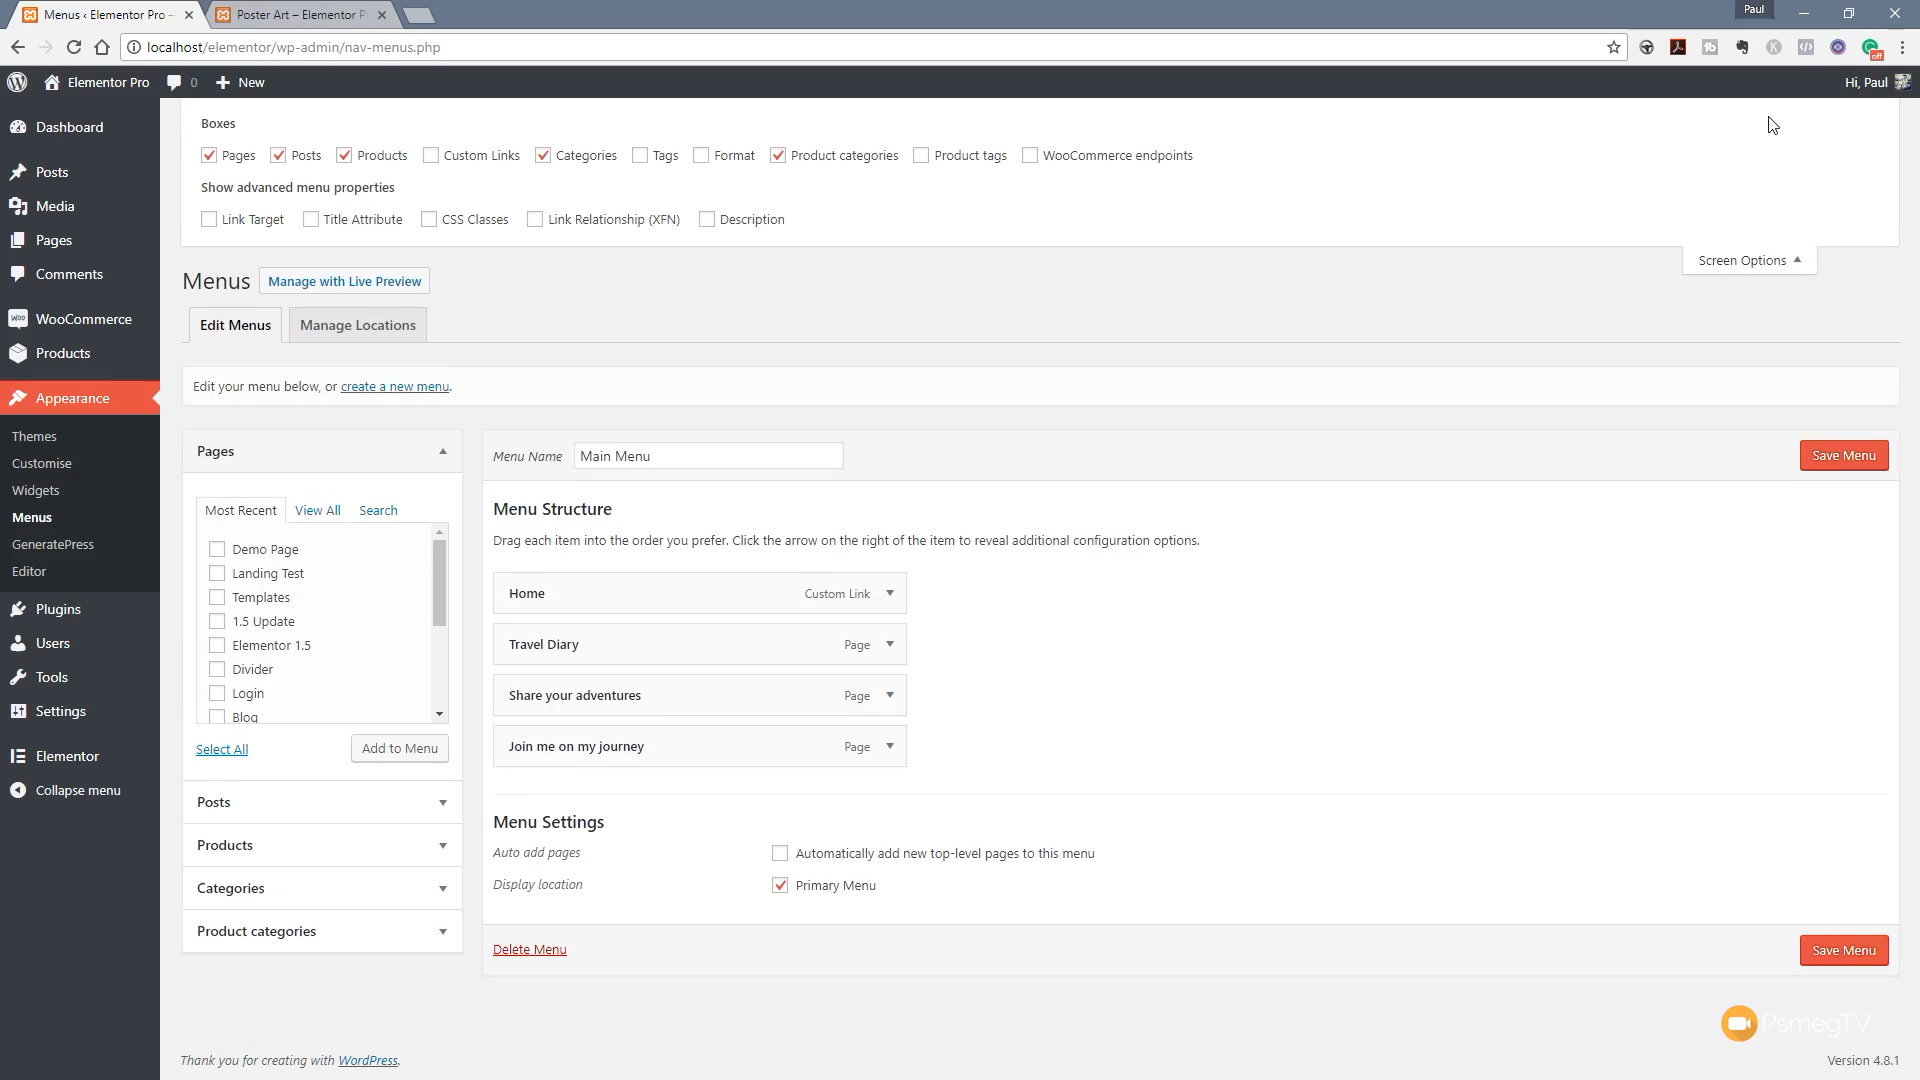 Menus ‹ Elementor Pro –
Poster Art – Elementor P
Paul
localhost/elementor/wp-admin/nav-menus.php
Elementor Pro
0
New
Hi, Paul
Dashboard
Posts
Media
Pages
Comments
WooCommerce
Products
Appearance
Themes
Customise
Widgets
Menus
GeneratePress
Editor
Plugins
Users
Tools
Settings
Elementor
Collapse menu
Boxes
Pages Posts Products Custom Links Categories Tags Format Product categories Product tags WooCommerce endpoints
Show advanced menu properties
Link Target Title Attribute CSS Classes Link Relationship (XFN) Description
Screen Options
Menus Manage with Live Preview
Edit Menus Manage Locations
Edit your menu below, or create a new menu.
Pages
Most Recent View All Search
Demo Page
Landing Test
Templates
1.5 Update
Elementor 1.5
Divider
Login
Blog
Select All Add to Menu
Posts
Products
Categories
Product categories
Menu Name Main Menu Save Menu
Menu Structure
Drag each item into the order you prefer. Click the arrow on the right of the item to reveal additional configuration options.
Home Custom Link
Travel Diary Page
Share your adventures Page
Join me on my journey Page
Menu Settings
Auto add pages Automatically add new top-level pages to this menu
Display location Primary Menu
Delete Menu Save Menu
PsmegTV
Thank you for creating with WordPress. Version 4.8.1